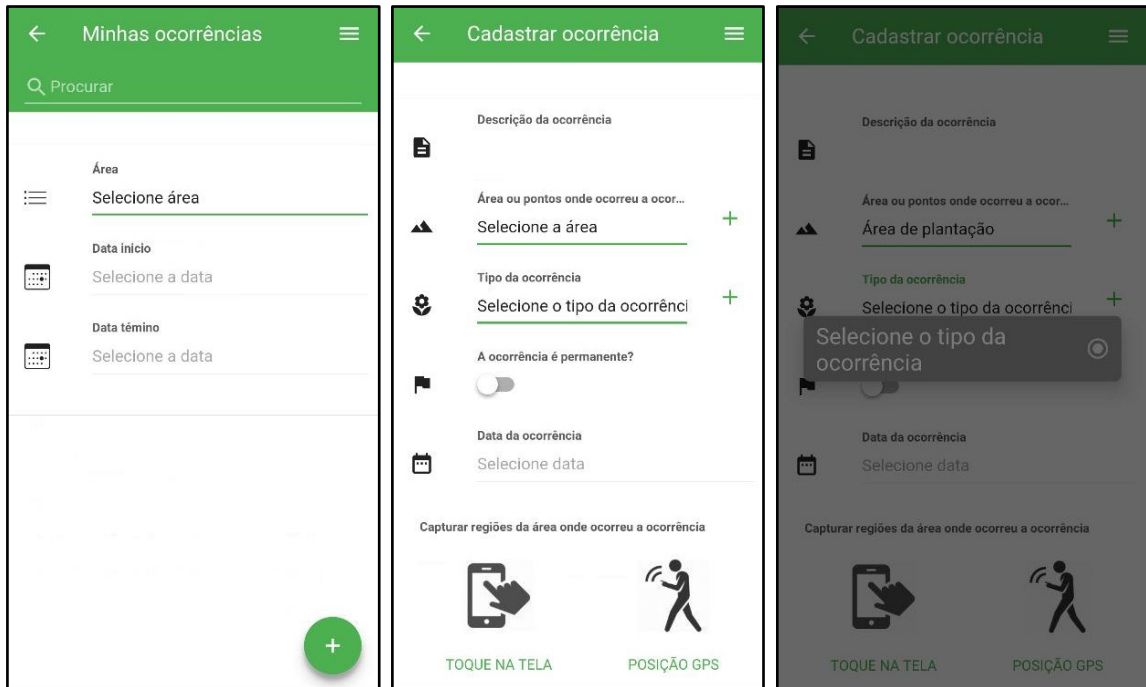 Minhas ocorrências
Procurar
Área
Selecione área
Data início
Selecione a data
Data témino
Selecione a data
+
Cadastrar ocorrência
Descrição da ocorrência
Área ou pontos onde ocorreu a ocor...
Selecione a área
+
Tipo da ocorrência
Selecione o tipo da ocorrênci
+
A ocorrência é permanente?
Data da ocorrência
Selecione data
Capturar regiões da área onde ocorreu a ocorrência
TOQUE NA TELA
POSIÇÃO GPS
Cadastrar ocorrência
Descrição da ocorrência
Área ou pontos onde ocorreu a ocor...
Área de plantação
+
Tipo da ocorrência
Selecione o tipo da ocorrênci
+
Selecione o tipo da
ocorrência
Data da ocorrência
Selecione data
Capturar regiões da área onde ocorreu a ocorrência
TOQUE NA TELA
POSIÇÃO GPS